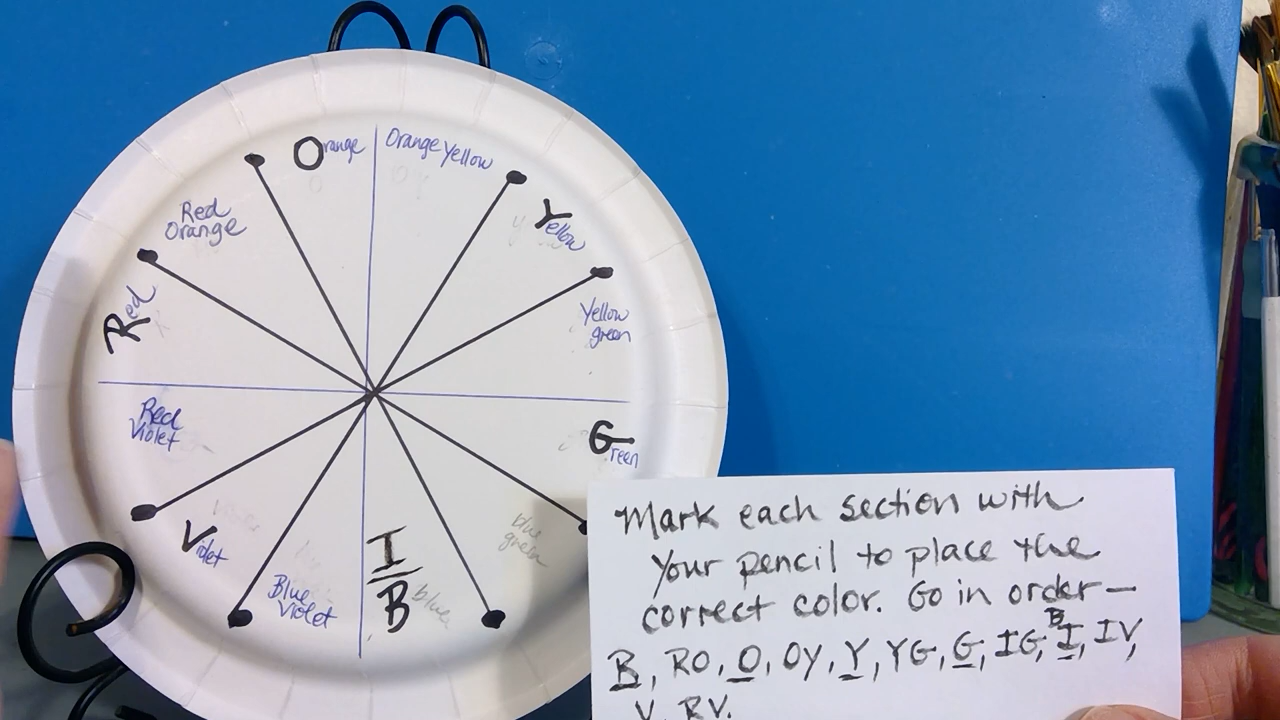 Orange
Orange Yellow
Red
Orange
Yellow
Red
Yellow
green
Red
Violet
Green
Violet
I
B
blue
green
Blue
Violet
blue
Mark each section with
your pencil to place the
correct color. Go in order—
B, RO, O, OY, Y, YG, G, IG, B I, IV,
V, RV.